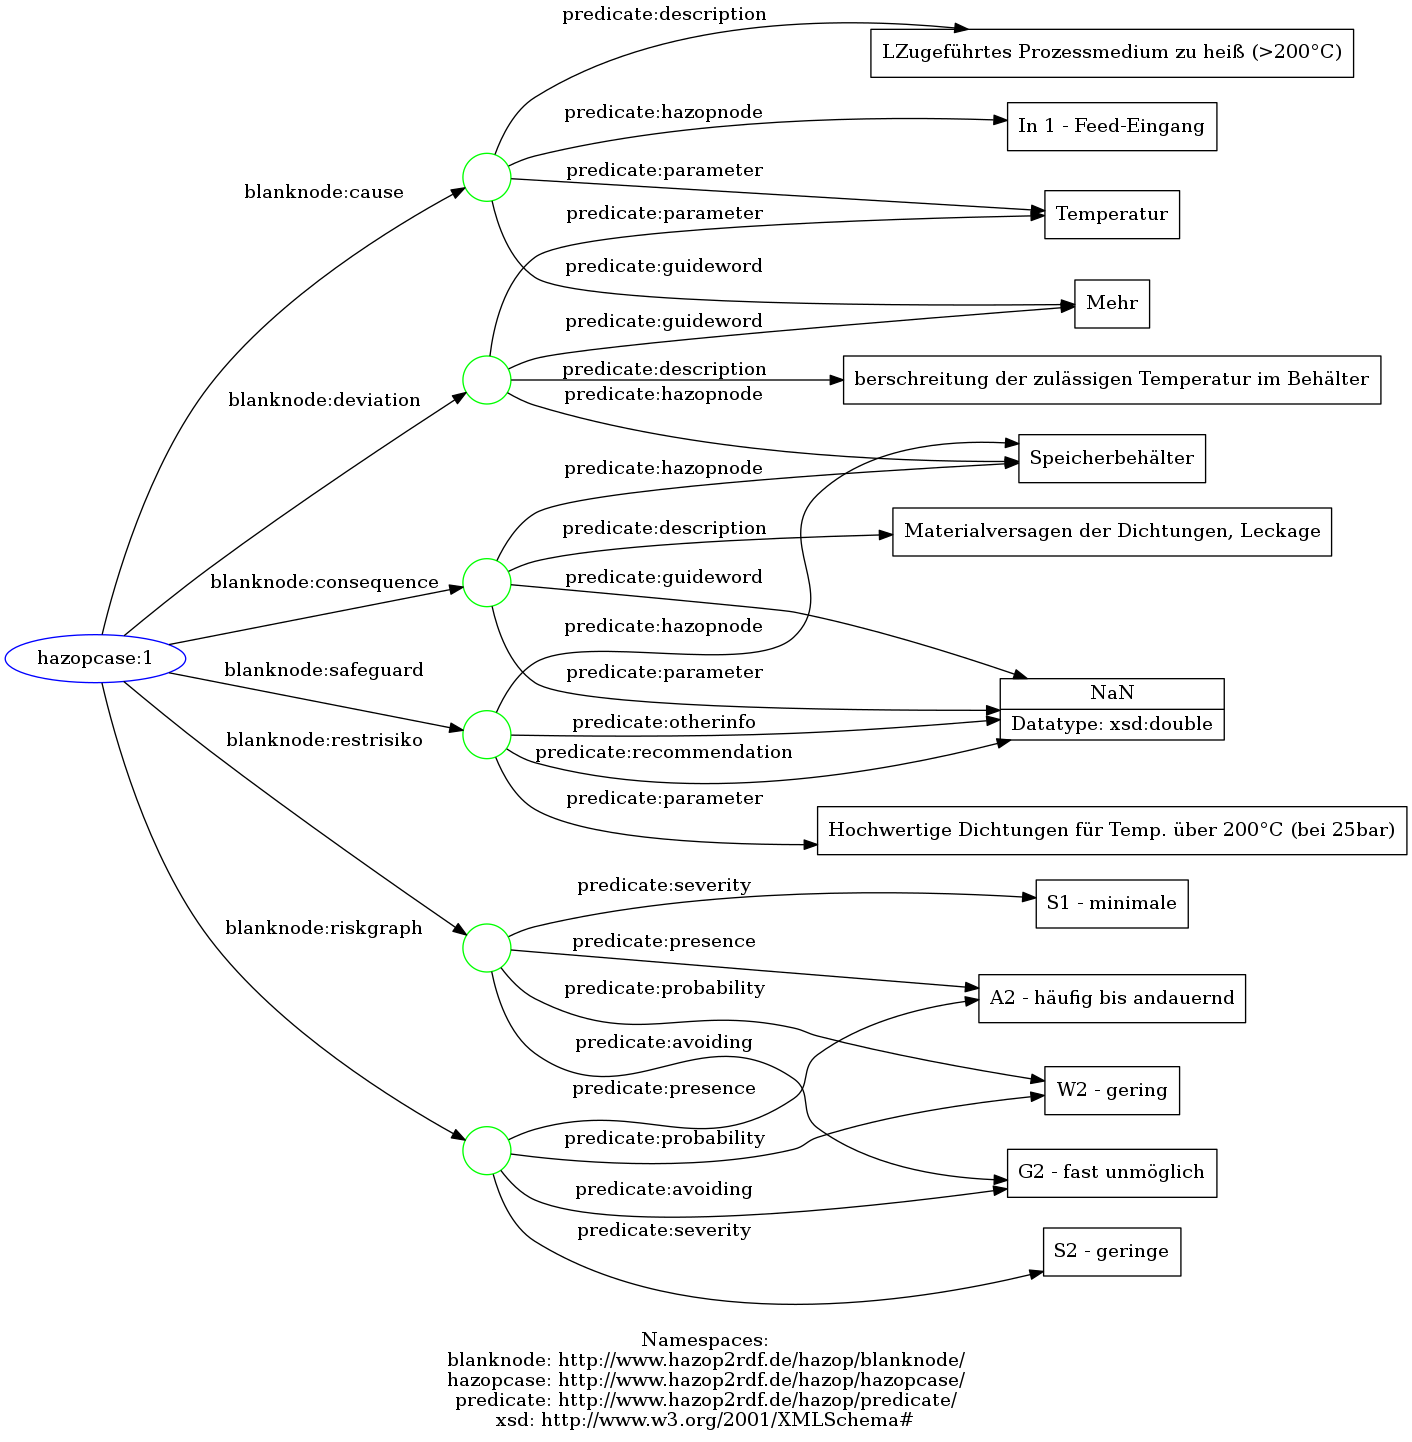 predicate:description
LZugeführtes Prozessmedium zu heiß (>200°C)
predicate:hazopnode
In 1 - Feed-Eingang
predicate:parameter
blanknode:cause
Temperatur
predicate:parameter
predicate:guideword
Mehr
predicate:guideword
predicate:description
berschreitung der zulässigen Temperatur im Behälter
predicate:hazopnode
blanknode:deviation
Speicherbehälter
predicate:hazopnode
predicate:description
Materialversagen der Dichtungen, Leckage
predicate:guideword
blanknode:consequence
predicate:hazopnode
hazopcase:1
blanknode:safeguard
predicate:parameter
NaN
Datatype: xsd:double
predicate:otherinfo
blanknode:restrisiko
predicate:recommendation
predicate:parameter
Hochwertige Dichtungen für Temp. über 200°C (bei 25bar)
predicate:severity
S1 - minimale
blanknode:riskgraph
predicate:presence
predicate:probability
A2 - häufig bis andauernd
predicate:avoiding
predicate:presence
W2 - gering
predicate:probability
G2 - fast unmöglich
predicate:avoiding
predicate:severity
S2 - geringe
Namespaces:
blanknode: http://www.hazop2rdf.de/hazop/blanknode/
hazopcase: http://www.hazop2rdf.de/hazop/hazopcase/
predicate: http://www.hazop2rdf.de/hazop/predicate/
xsd: http://www.w3.org/2001/XMLSchema#